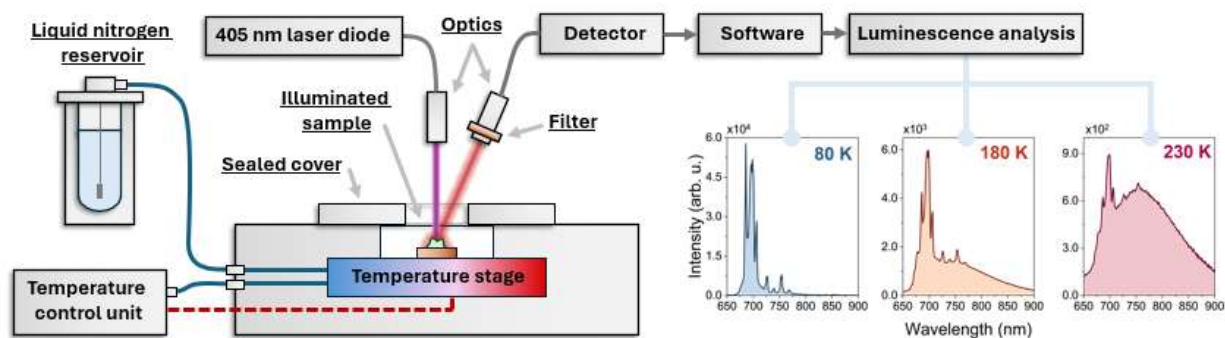 Liquid nitrogen
reservoir
405 nm laser diode
Optics
Detector
Software
Luminescence analysis
Illuminated
sample
Filter
Sealed cover
Temperature stage
Temperature
control unit
Intensity (arb. u.)
x10⁴
80 K
6.0
4.5
3.0
1.5
0.0
650 700 750 800 850 900
x10³
180 K
6.0
4.0
2.0
0.0
650 700 750 800 850 900
x10²
230 K
9.0
6.0
3.0
0.0
650 700 750 800 850 900
Wavelength (nm)